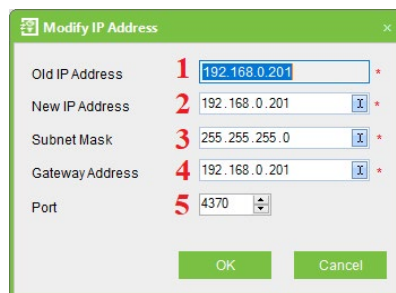 Modify IP Address
Old IP Address 1 192.168.0.201 *
New IP Address 2 192.168.0.201 *
Subnet Mask 3 255.255.255.0 *
Gateway Address 4 192.168.0.201 *
Port 5 4370
OK Cancel